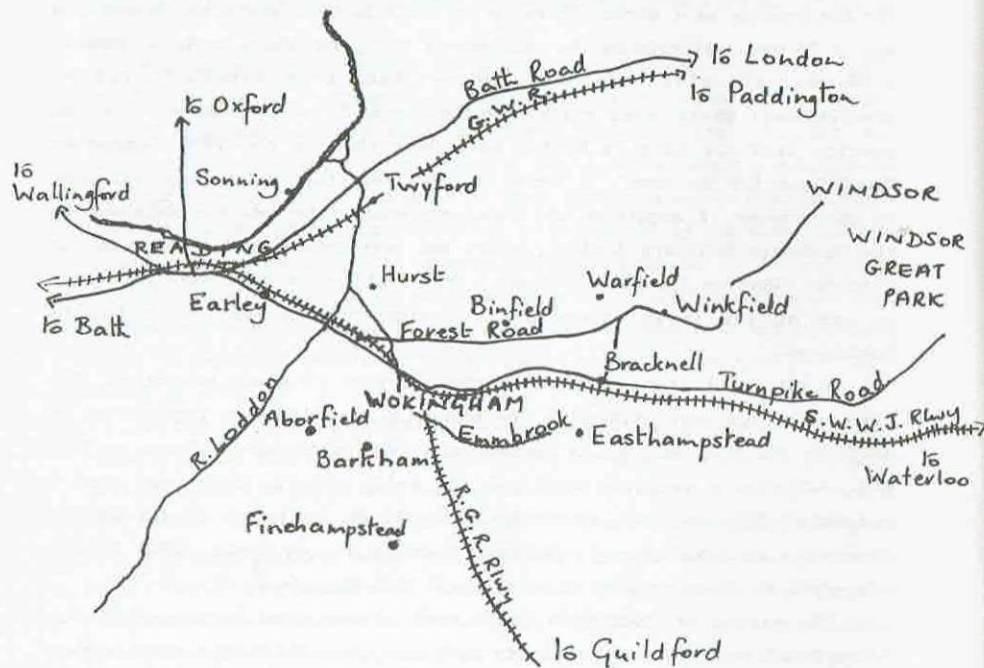 To London
Bath Road
G.W.R.
To Paddington
To Oxford
To
Wallingford
Sonning
Twyford
READING
WINDSOR
WINDSOR
GREAT
PARK
Hurst
Warfield
Earley
Binfield
Winkfield
To Bath
Forest Road
Bracknell
Turnpike Road
WOKINGHAM
S.W.W.J. Rlwy
R. Loddon
Aborfield
Emmbrook
Easthampstead
Barkham
To
Waterloo
R.G.R. Rlwy
Finchampstead
To Guildford